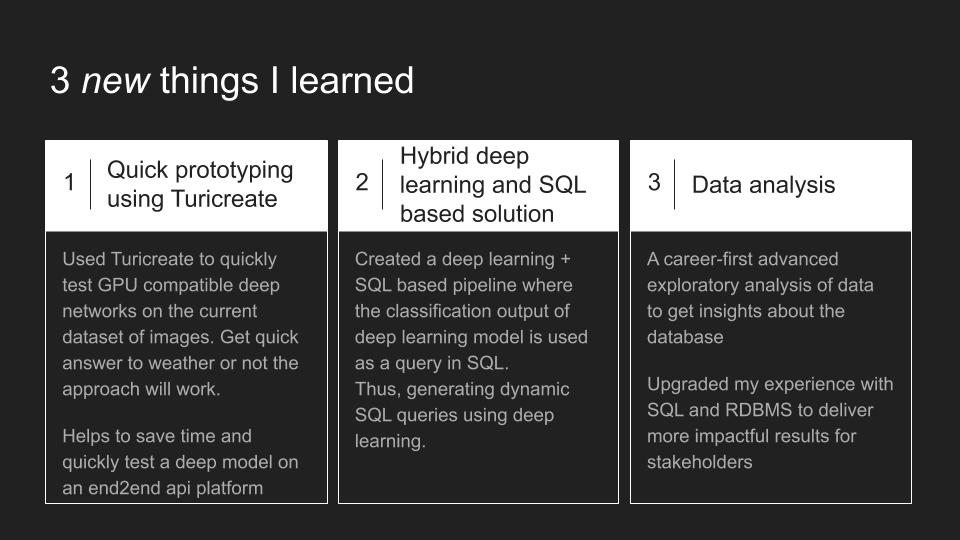 3 new things I learned
1
Quick prototyping
using Turicreate
Used Turicreate to quickly
test GPU compatible deep
networks on the current
dataset of images. Get quick
answer to weather or not the
approach will work.
Helps to save time and
quickly test a deep model on
an end2end api platform
2
Hybrid deep
learning and SQL
based solution
Created a deep learning +
SQL based pipeline where
the classification output of
deep learning model is used
as a query in SQL.
Thus, generating dynamic
SQL queries using deep
learning.
3
Data analysis
A career-first advanced
exploratory analysis of data
to get insights about the
database
Upgraded my experience with
SQL and RDBMS to deliver
more impactful results for
stakeholders